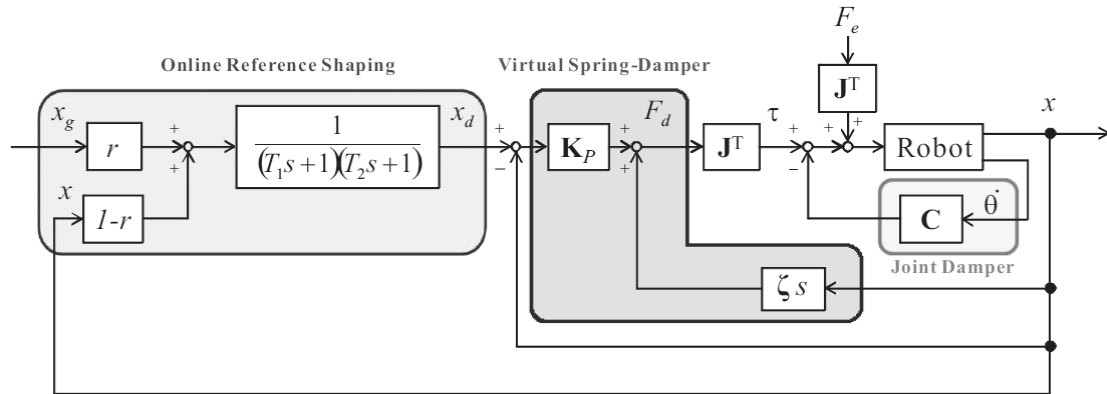 F_e
Online Reference Shaping
Virtual Spring-Damper
J^T
x_g
r
+
+
1
(T_1s+1)(T_2s+1)
x_d
+
−
K_P
+
+
F_d
J^T
τ
+
−
+
+
Robot
x
x
1-r
C
θ̇
Joint Damper
ζ s